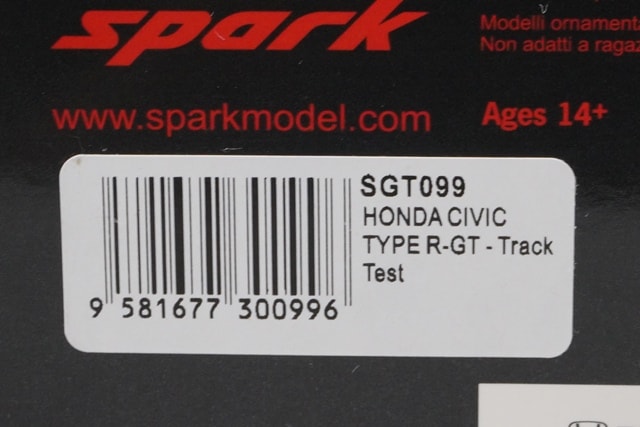 spark
Modelli ornament
Non adatti a ragaz
www.sparkmodel.com
Ages 14+
SGT099
HONDA CIVIC
TYPE R-GT - Track
Test
9 581677 300996